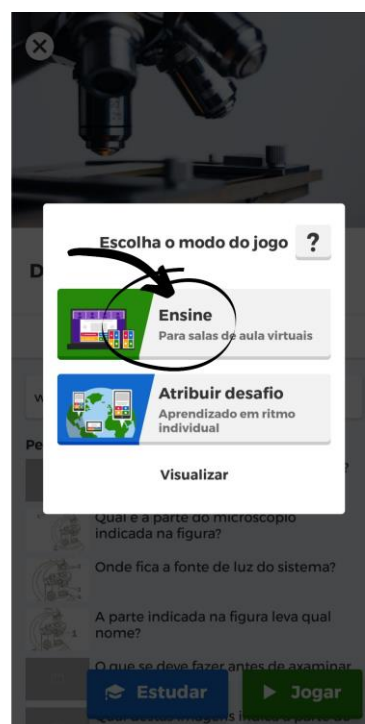 Escolha o modo do jogo ?
D
Ensine
Para salas de aula virtuais
Atribuir desafio
Aprendizado em ritmo
individual
Visualizar
Pe
Qual é a parte do microscópio
indicada na figura?
Onde fica a fonte de luz do sistema?
A parte indicada na figura leva qual
nome?
O que se deve fazer antes de axaminar
Estudar
Jogar